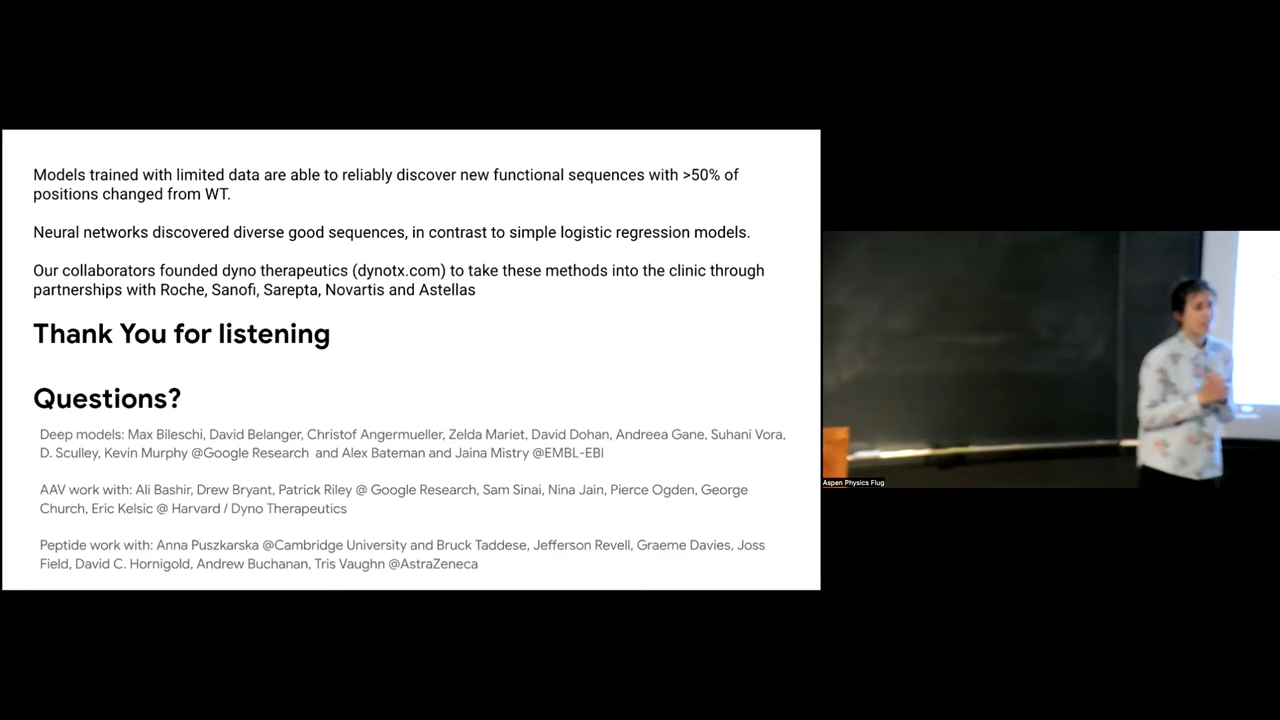 Models trained with limited data are able to reliably discover new functional sequences with >50% of
positions changed from WT.
Neural networks discovered diverse good sequences, in contrast to simple logistic regression models.
Our collaborators founded dyno therapeutics (dynotx.com) to take these methods into the clinic through
partnerships with Roche, Sanofi, Sarepta, Novartis and Astellas
Thank You for listening
Questions?
Deep models: Max Bileschi, David Belanger, Christof Angermueller, Zelda Mariet, David Dohan, Andreea Gane, Suhani Vora,
D. Sculley, Kevin Murphy @Google Research and Alex Bateman and Jaina Mistry @EMBL-EBI
AAV work with: Ali Bashir, Drew Bryant, Patrick Riley @ Google Research, Sam Sinai, Nina Jain, Pierce Ogden, George
Church, Eric Kelsic @ Harvard / Dyno Therapeutics
Peptide work with: Anna Puszkarska @Cambridge University and Bruck Taddese, Jefferson Revell, Graeme Davies, Joss
Field, David C. Hornigold, Andrew Buchanan, Tris Vaughn @AstraZeneca
Aspen Physics Flug